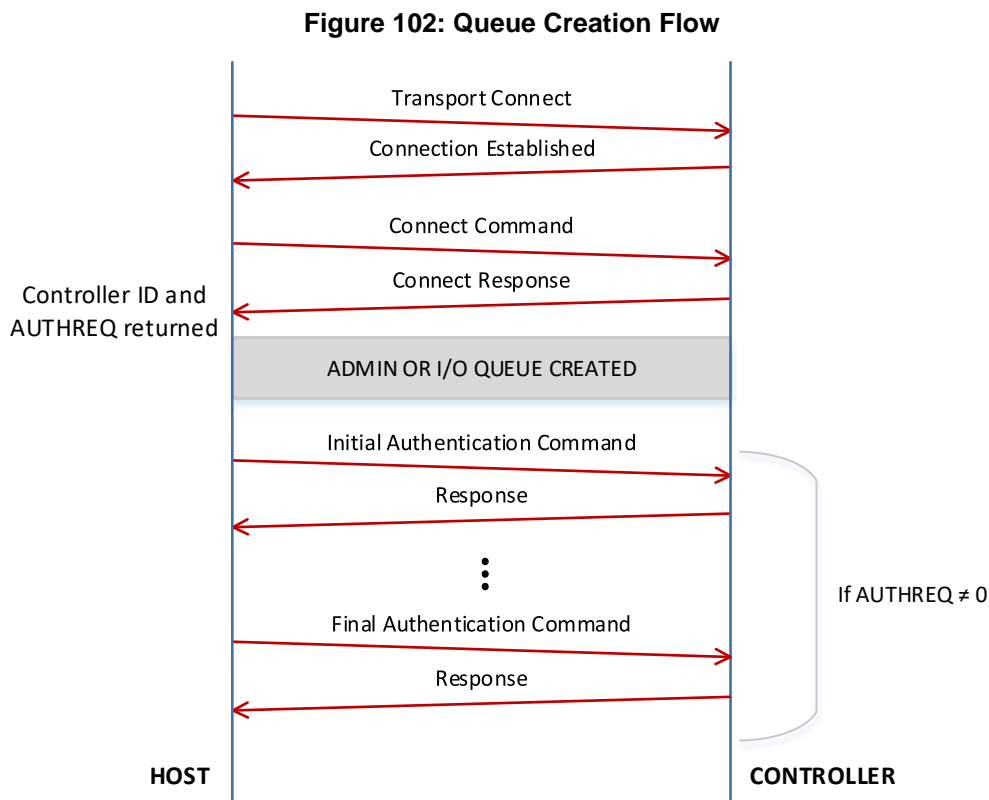 Figure 102: Queue Creation Flow
Transport Connect
Connection Established
Connect Command
Connect Response
Controller ID and
AUTHREQ returned
ADMIN OR I/O QUEUE CREATED
Initial Authentication Command
Response
If AUTHREQ ≠ 0
Final Authentication Command
Response
HOST
CONTROLLER